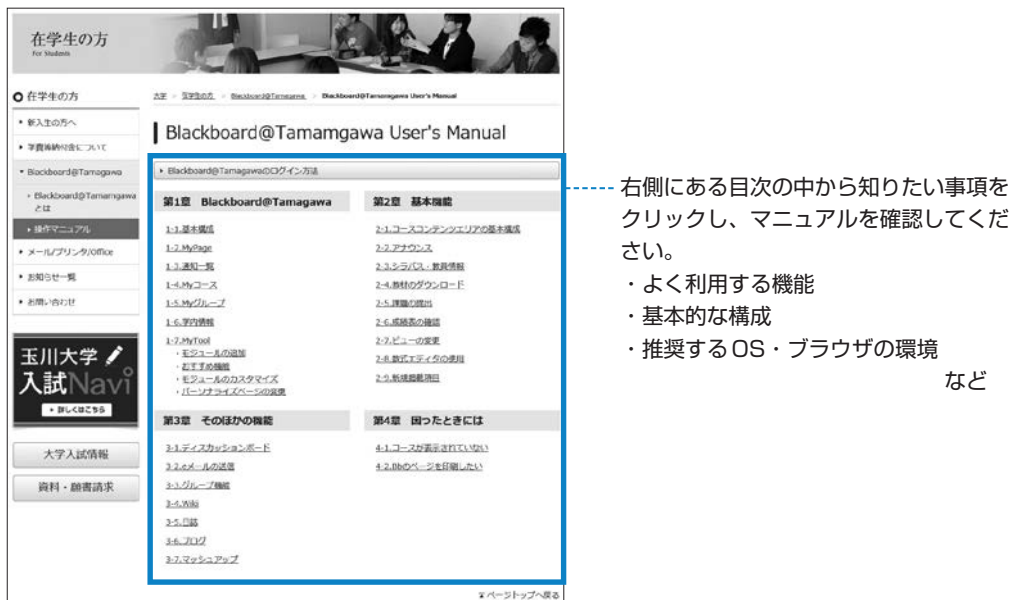 在学生の方
For Students
在学生の方
大学 > 在学生の方 > Blackboard@Tamagawa > Blackboard@Tamamgawa User's Manual
・新入生の方へ
・学費等納付金について
・Blackboard@Tamagawa
・Blackboard@Tamamgawa
とは
・操作マニュアル
・メール/プリンタ/Office
・お知らせ一覧
・お問い合わせ
玉川大学
入試Navi
詳しくはこちら
大学入試情報
資料・願書請求
Blackboard@Tamamgawa User's Manual
Blackboard@Tamagawaのログイン方法
第1章 Blackboard@Tamagawa
1-1.基本構成
1-2.MyPage
1-3.通知一覧
1-4.Myコース
1-5.Myグループ
1-6.学内情報
1-7.MyTool
・モジュールの追加
・おすすめ機能
・モジュールのカスタマイズ
・パーソナライズページの変更
第2章 基本機能
2-1.コースコンテンツエリアの基本構成
2-2.アナウンス
2-3.シラバス・教員情報
2-4.教材のダウンロード
2-5.課題の提出
2-6.成績表の確認
2-7.ビューの変更
2-8.数式エディタの使用
2-9.新規掲載項目
第3章 そのほかの機能
3-1.ディスカッションボード
3-2.eメールの送信
3-3.グループ機能
3-4.Wiki
3-5.日誌
3-6.ブログ
3-7.マッシュアップ
第4章 困ったときには
4-1.コースが表示されていない
4-2.Bbのページを印刷したい
ページトップへ戻る
右側にある目次の中から知りたい事項を
クリックし、マニュアルを確認してくだ
さい。
・よく利用する機能
・基本的な構成
・推奨するOS・ブラウザの環境
など